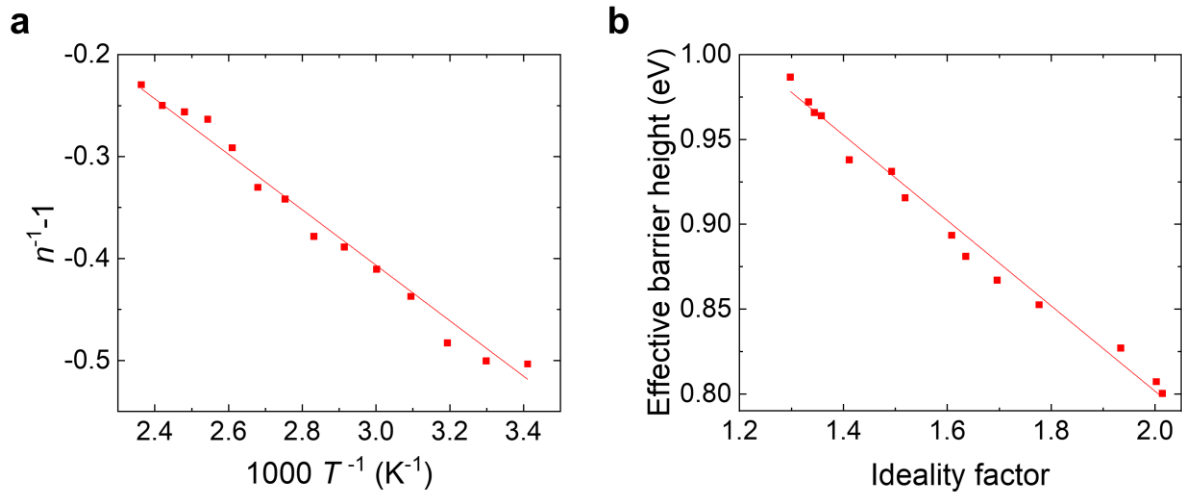 a
-0.2
-0.3
-0.4
-0.5
n⁻¹-1
2.4 2.6 2.8 3.0 3.2 3.4
1000 T⁻¹ (K⁻¹)
b
1.00
0.95
0.90
0.85
0.80
Effective barrier height (eV)
1.2 1.4 1.6 1.8 2.0
Ideality factor